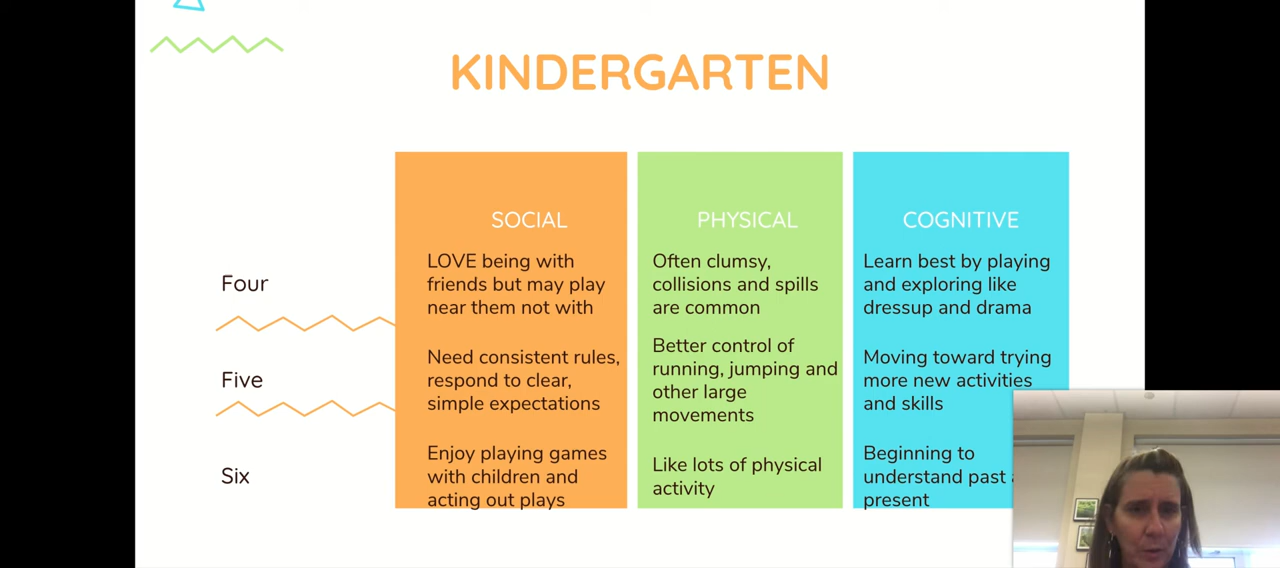 KINDERGARTEN
SOCIAL
PHYSICAL
COGNITIVE
Four
LOVE being with
friends but may play
near them not with
Often clumsy,
collisions and spills
are common
Learn best by playing
and exploring like
dressup and drama
Five
Need consistent rules,
respond to clear,
simple expectations
Better control of
running, jumping and
other large
movements
Moving toward trying
more new activities
and skills
Six
Enjoy playing games
with children and
acting out plays
Like lots of physical
activity
Beginning to
understand past
present